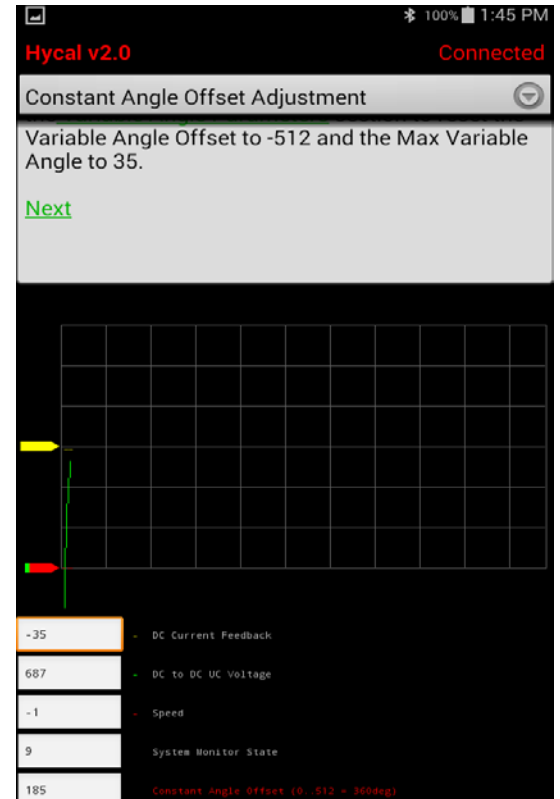 100% 1:45 PM
Hycal v2.0 Connected
Constant Angle Offset Adjustment
Variable Angle Offset to -512 and the Max Variable
Angle to 35.
Next
-35 - DC Current Feedback
687 - DC to DC UC Voltage
-1 - Speed
9 System Monitor State
185 Constant Angle Offset (0..512 = 360deg)